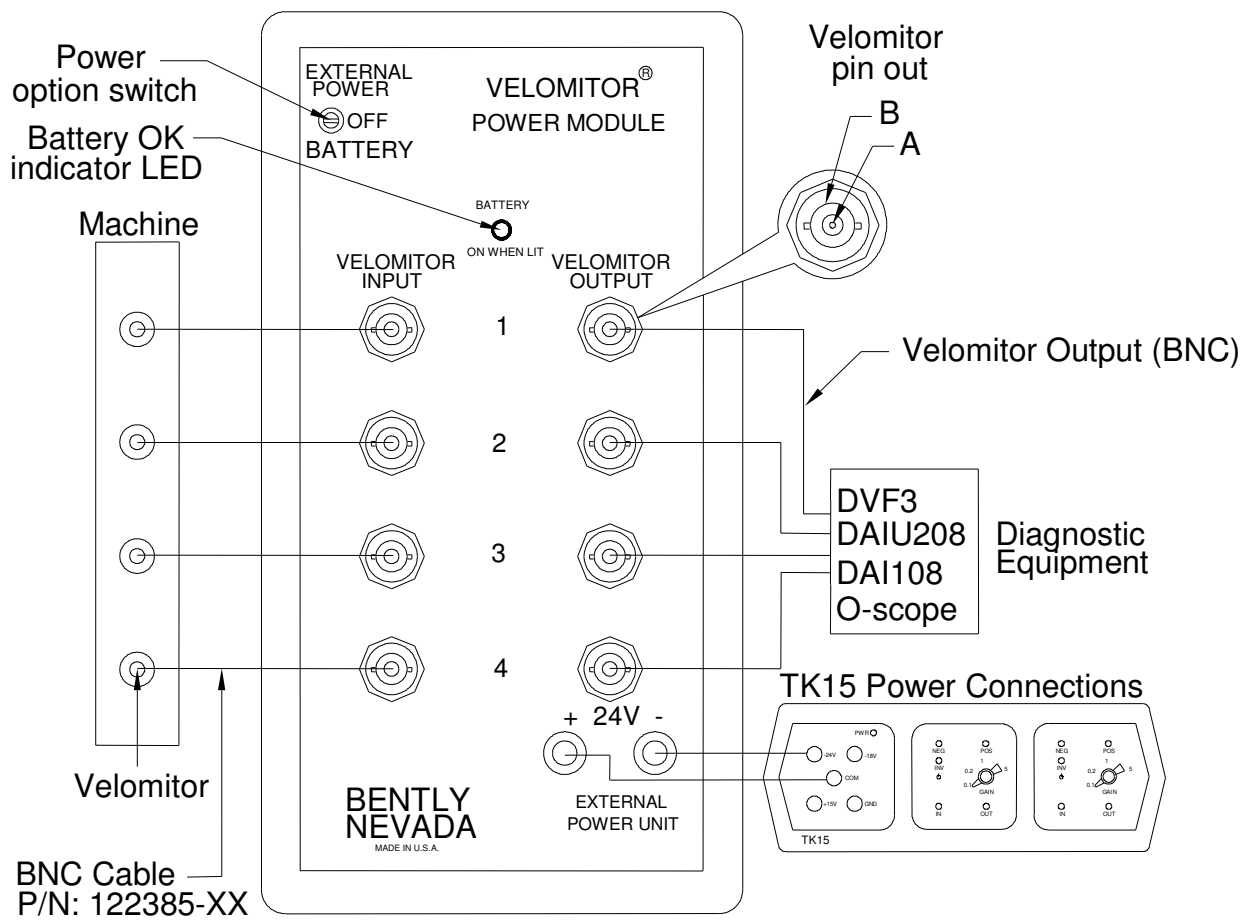 Power
option switch
Battery OK
indicator LED
Machine
EXTERNAL
POWER
OFF
BATTERY
VELOMITOR®
POWER MODULE
BATTERY
ON WHEN LIT
VELOMITOR
INPUT
VELOMITOR
OUTPUT
1
2
3
4
Velomitor
pin out
B
A
Velomitor Output (BNC)
DVF3
DAIU208
DAI108
O-scope
Diagnostic
Equipment
+ 24V -
EXTERNAL
POWER UNIT
BENTLY
NEVADA
MADE IN U.S.A.
Velomitor
BNC Cable
P/N: 122385-XX
TK15 Power Connections
PWR
-24V
-18V
COM
+15V
GND
TK15
NEG
POS
INV
1
0.2
5
0.1
GAIN
IN
OUT
NEG
POS
INV
1
0.2
5
0.1
GAIN
IN
OUT